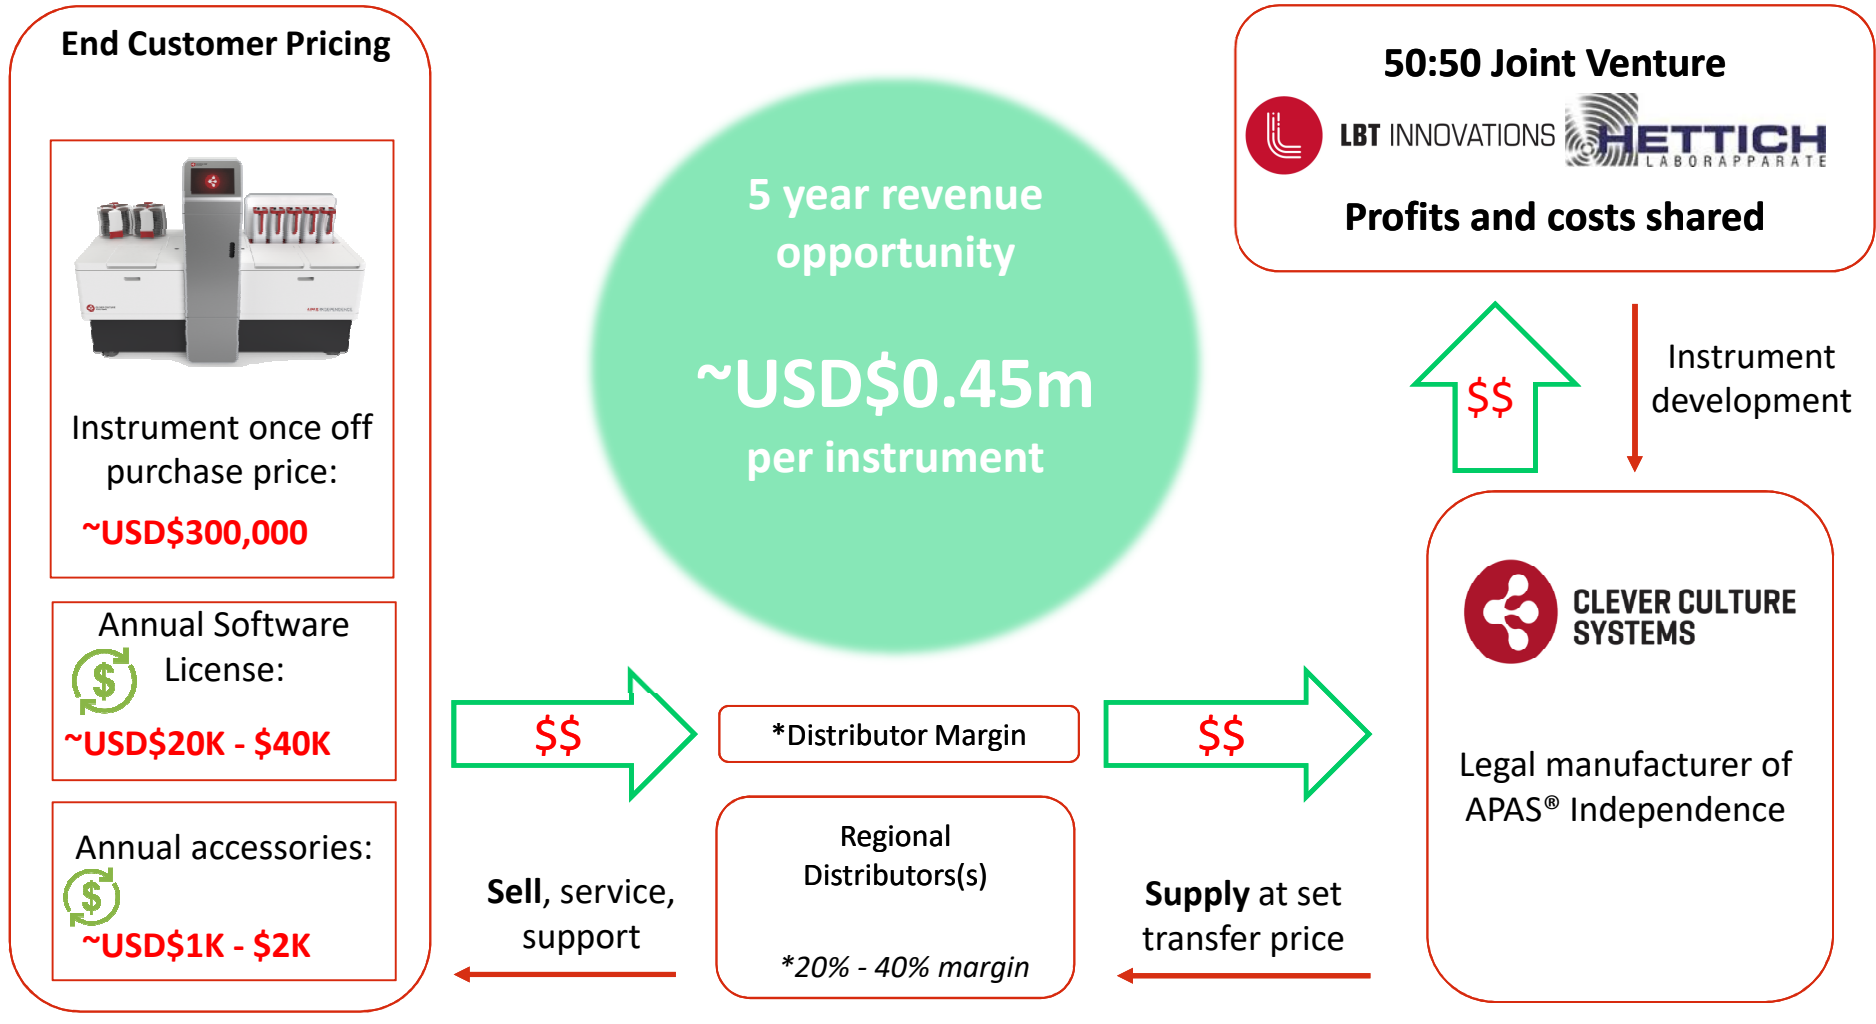 End Customer Pricing
Instrument once off
purchase price:
~USD$300,000
Annual Software
License:
$
~USD$20K - $40K
Annual accessories:
$
~USD$1K - $2K
5 year revenue
opportunity
~USD$0.45m
per instrument
$$
*Distributor Margin
$$
Sell, service,
support
Regional
Distributors(s)
*20% - 40% margin
Supply at set
transfer price
50:50 Joint Venture
LBT INNOVATIONS
HETTICH
LABORAPPARATE
Profits and costs shared
$$
Instrument
development
CLEVER CULTURE
SYSTEMS
Legal manufacturer of
APAS® Independence